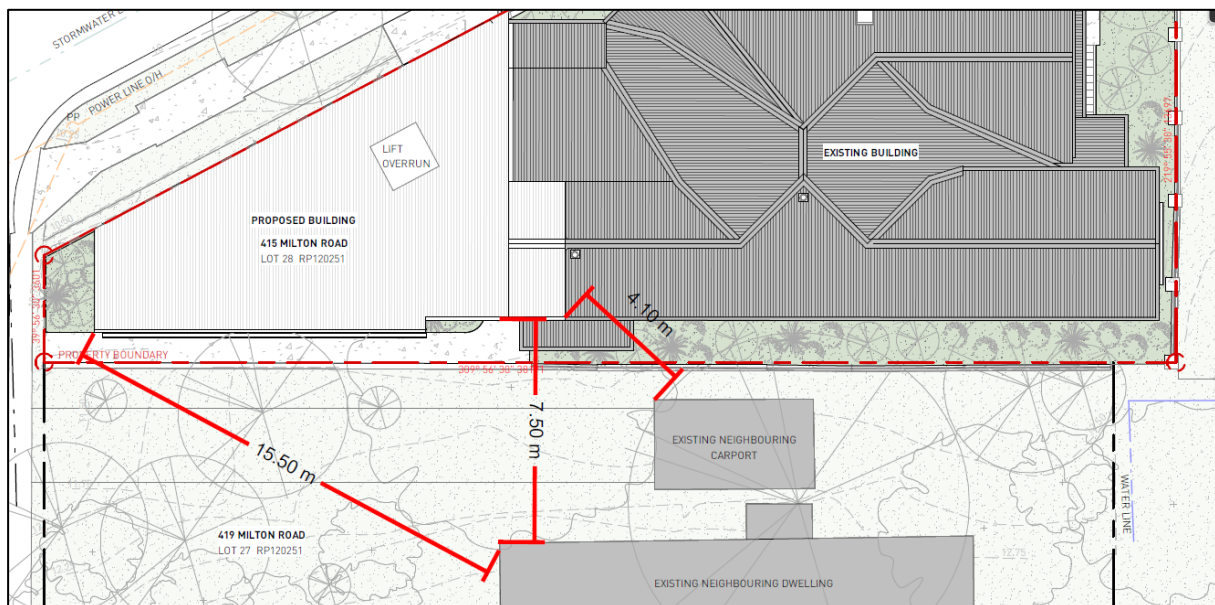 STORMWATER
POWER LINE O/H
PP
LIFT
OVERRUN
EXISTING BUILDING
PROPOSED BUILDING
415 MILTON ROAD
LOT 28 RP120251
PROPERTY BOUNDARY
4.10 m
7.50 m
15.50 m
EXISTING NEIGHBOURING
CARPORT
WATER LINE
419 MILTON ROAD
LOT 27 RP120251
12.75
EXISTING NEIGHBOURING DWELLING